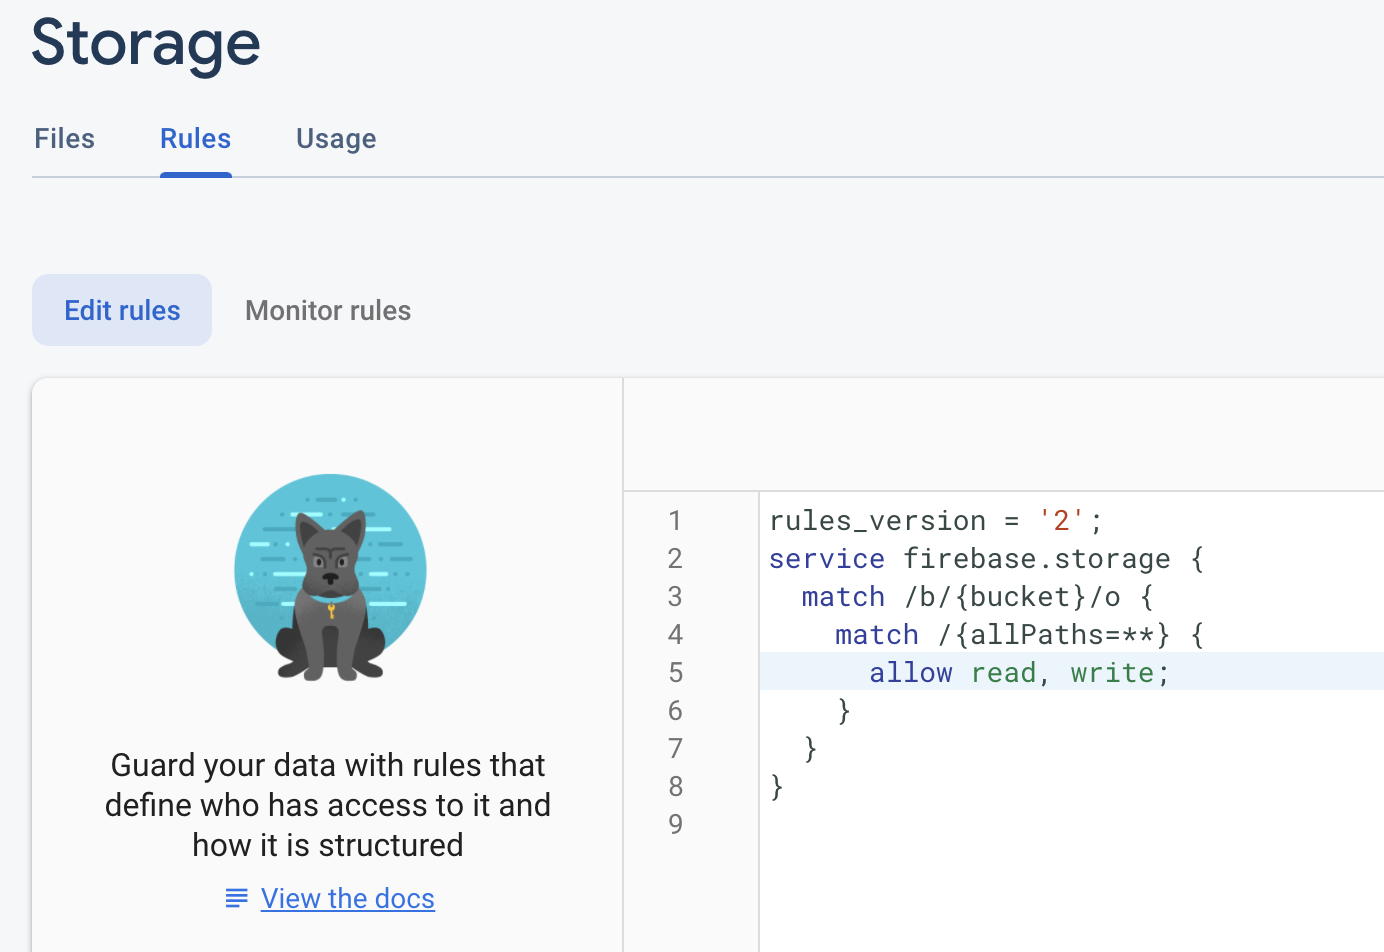 Storage
Files Rules Usage
Edit rules Monitor rules
Guard your data with rules that
define who has access to it and
how it is structured
View the docs
1 rules_version = '2';
2 service firebase.storage {
3   match /b/{bucket}/o {
4     match /{allPaths=**} {
5       allow read, write;
6     }
7   }
8 }
9